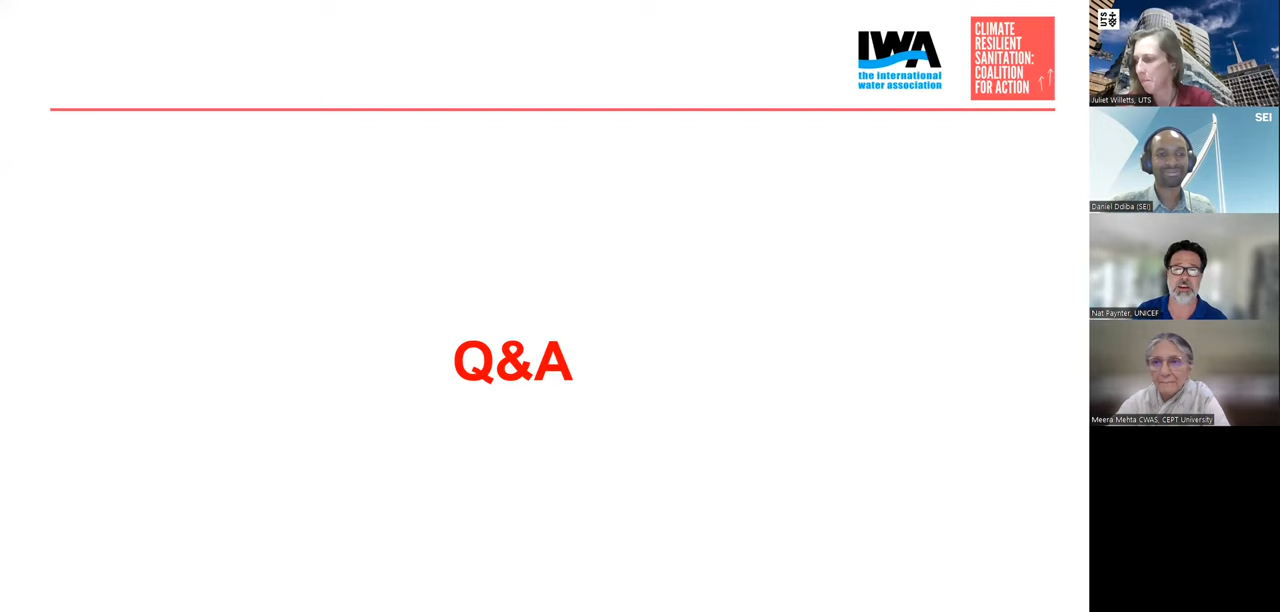 IWA
the international
water association
CLIMATE
RESILIENT
SANITATION:
COALITION
FOR ACTION
Q&A
UTS
Juliet Willetts, UTS
SEI
Daniel Ddiba (SEI)
Nat Paynter, UNICEF
Meera Mehta CWAS, CEPT University